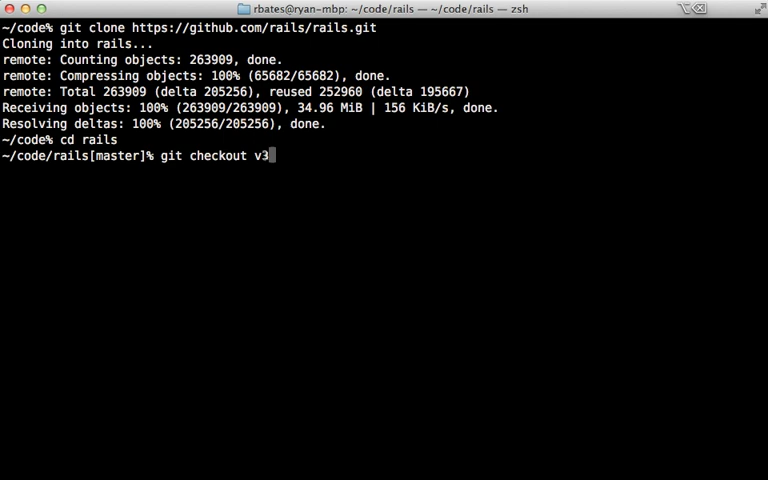 rbates@ryan-mbp: ~/code/rails — ~/code/rails — zsh
~/code% git clone https://github.com/rails/rails.git
Cloning into rails...
remote: Counting objects: 263909, done.
remote: Compressing objects: 100% (65682/65682), done.
remote: Total 263909 (delta 205256), reused 252960 (delta 195667)
Receiving objects: 100% (263909/263909), 34.96 MiB | 156 KiB/s, done.
Resolving deltas: 100% (205256/205256), done.
~/code% cd rails
~/code/rails[master]% git checkout v3